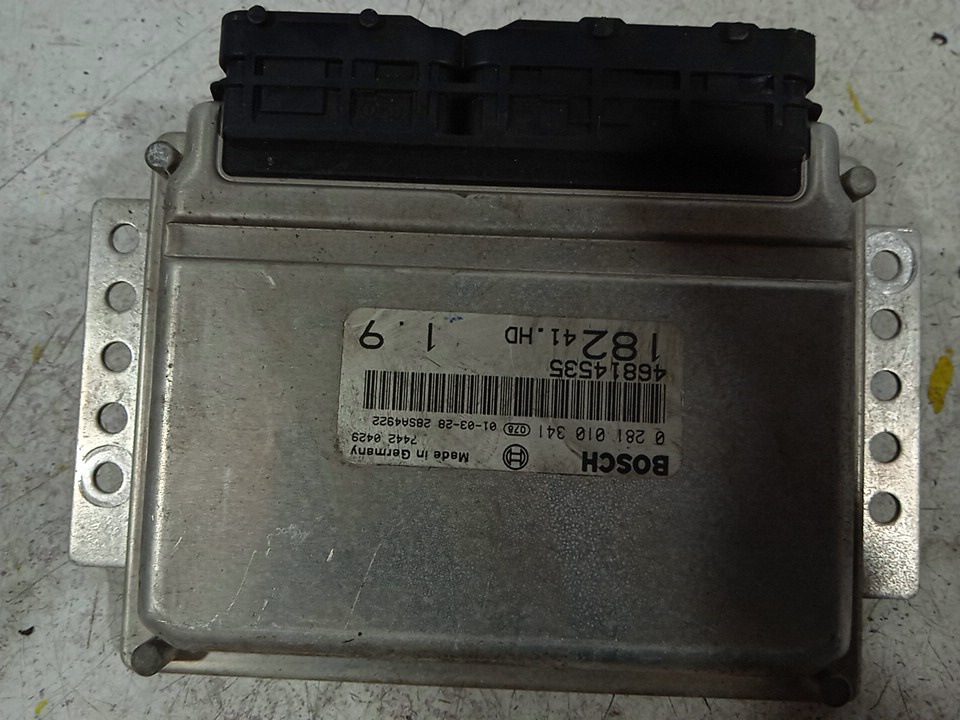 BOSCH Made in Germany
7442 0429
0 281 010 341 078 01-03-28 28SA4922
46814535
182 41.HD 1.9